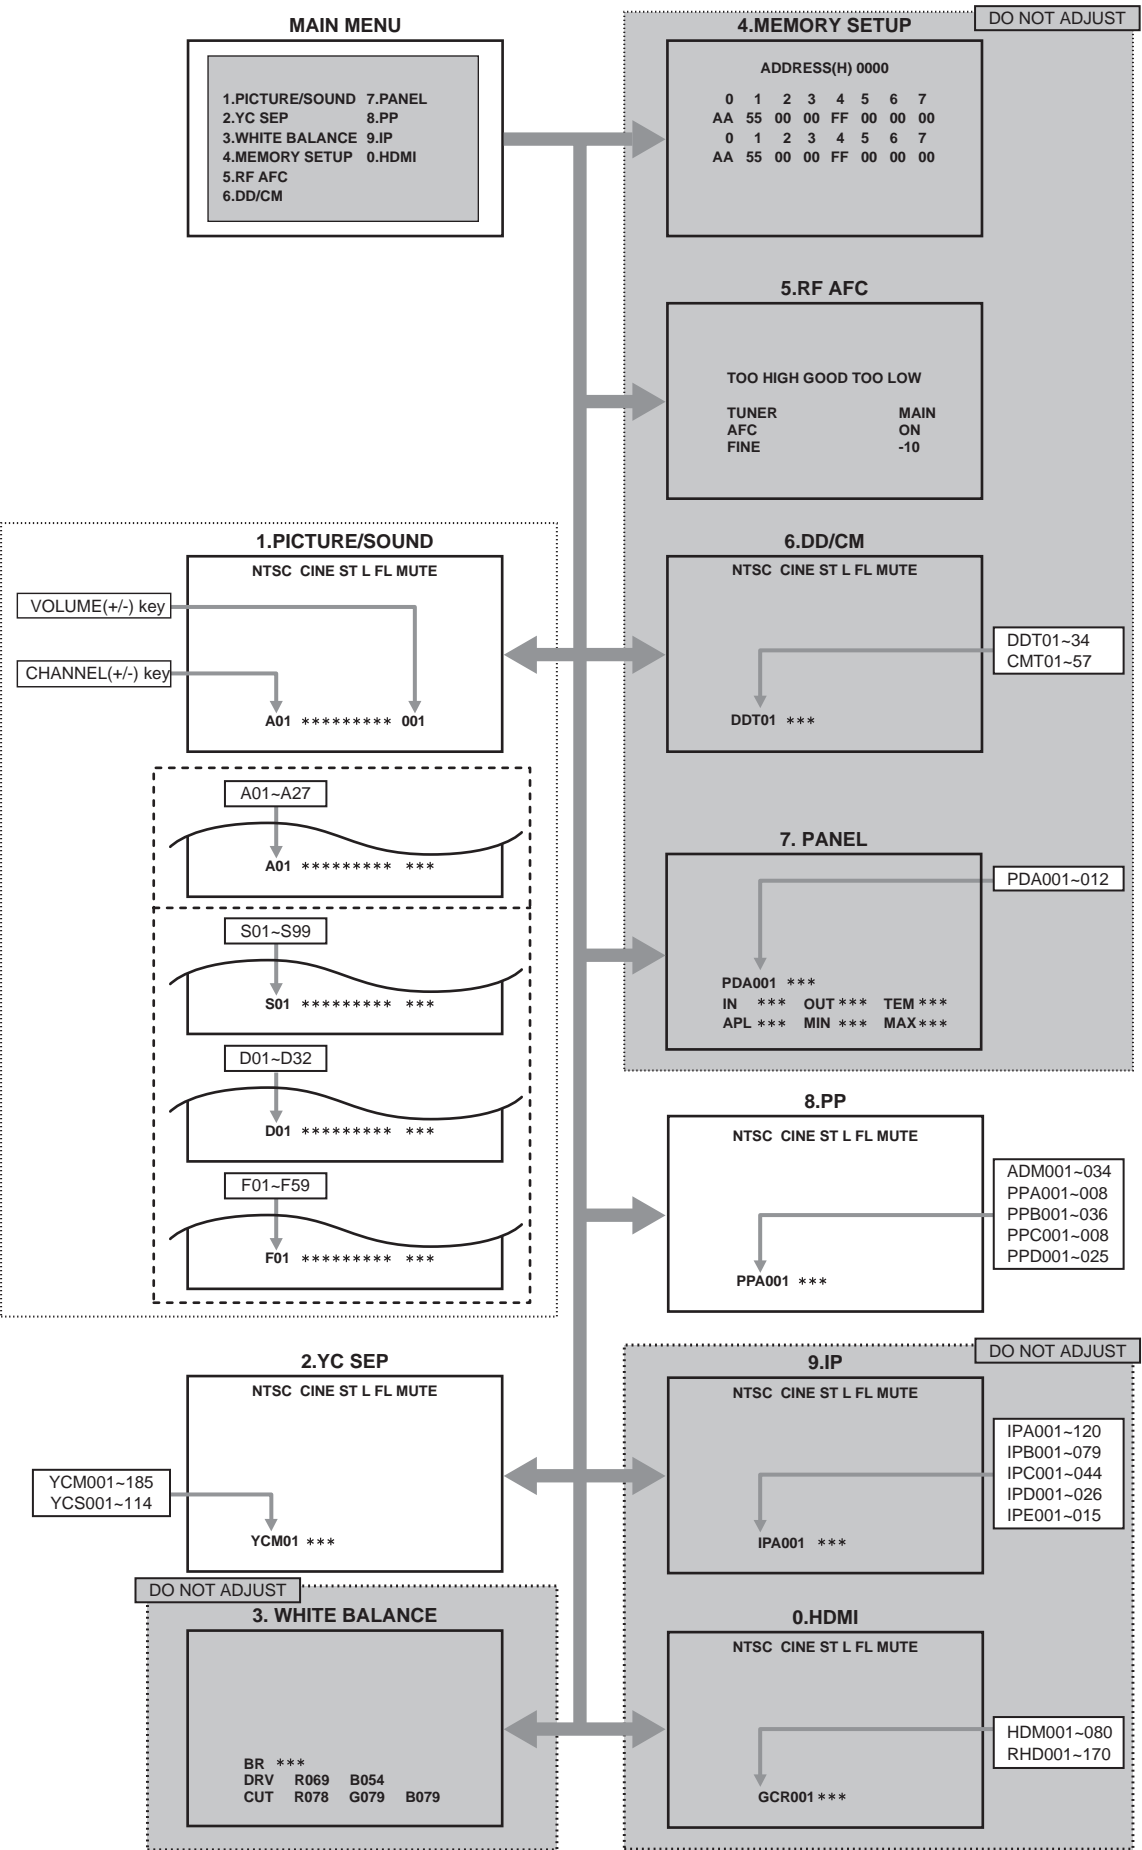 MAIN MENU
1.PICTURE/SOUND 7.PANEL
2.YC SEP 8.PP
3.WHITE BALANCE 9.IP
4.MEMORY SETUP 0.HDMI
5.RF AFC
6.DD/CM
DO NOT ADJUST
4.MEMORY SETUP
ADDRESS(H) 0000
0 1 2 3 4 5 6 7
AA 55 00 00 FF 00 00 00
0 1 2 3 4 5 6 7
AA 55 00 00 FF 00 00 00
5.RF AFC
TOO HIGH GOOD TOO LOW
TUNER MAIN
AFC ON
FINE -10
1.PICTURE/SOUND
NTSC CINE ST L FL MUTE
VOLUME(+/-) key
CHANNEL(+/-) key
A01 ********* 001
A01~A27
A01 ********* ***
S01~S99
S01 ********* ***
D01~D32
D01 ********* ***
F01~F59
F01 ********* ***
6.DD/CM
NTSC CINE ST L FL MUTE
DDT01~34
CMT01~57
DDT01 ***
7. PANEL
PDA001~012
PDA001 ***
IN *** OUT *** TEM ***
APL *** MIN *** MAX ***
8.PP
NTSC CINE ST L FL MUTE
ADM001~034
PPA001~008
PPB001~036
PPC001~008
PPD001~025
PPA001 ***
2.YC SEP
NTSC CINE ST L FL MUTE
YCM001~185
YCS001~114
YCM01 ***
DO NOT ADJUST
9.IP
NTSC CINE ST L FL MUTE
IPA001~120
IPB001~079
IPC001~044
IPD001~026
IPE001~015
IPA001 ***
DO NOT ADJUST
3. WHITE BALANCE
BR ***
DRV R069 B054
CUT R078 G079 B079
0.HDMI
NTSC CINE ST L FL MUTE
HDM001~080
RHD001~170
GCR001 ***